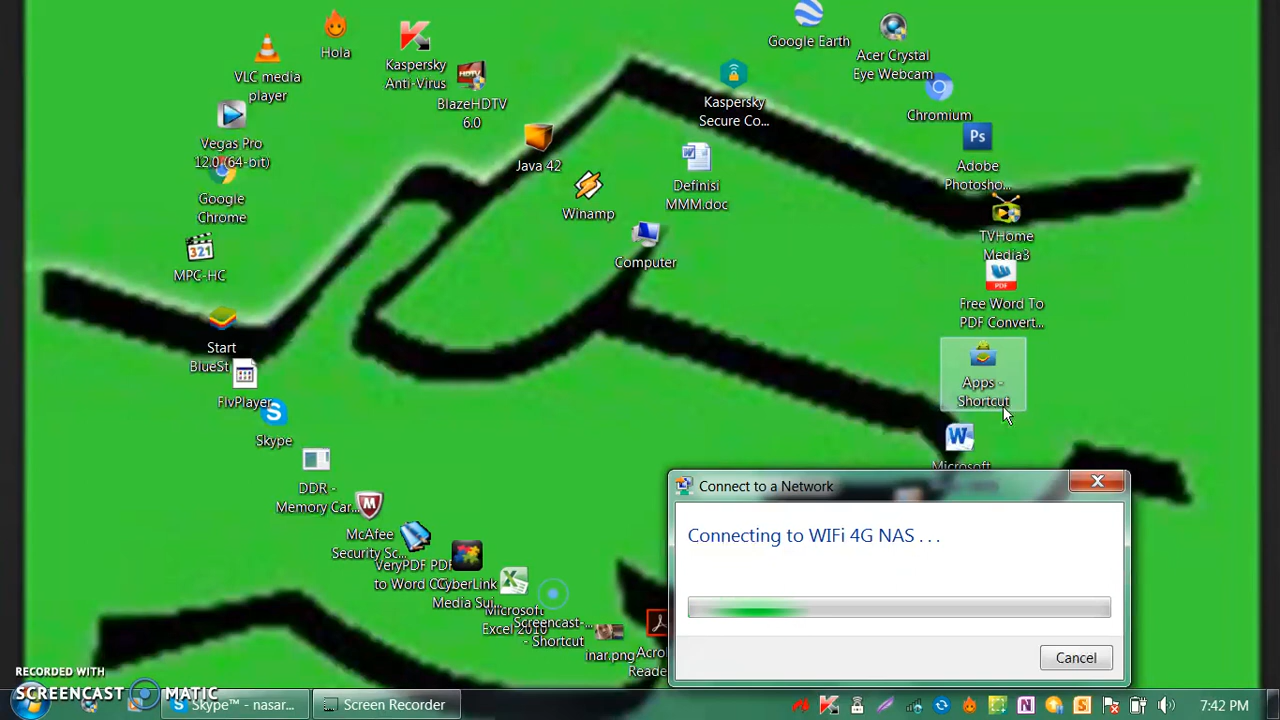 Hola
Google Earth
VLC media
player
Kaspersky
Anti-Virus
HDTV
BlazeHDTV
6.0
Kaspersky
Secure Co...
Acer Crystal
Eye Webcam
Chromium
Vegas Pro
12.0 (64-bit)
Java 42
Definisi
MMM.doc
Ps
Adobe
Photosho...
Google
Chrome
Winamp
TVHome
Media3
321
MPC-HC
Computer
PDF
Free Word To
PDF Convert...
Start
BlueSt
Apps -
Shortcut
FlvPlayer
Skype
Microsoft
DDR -
Memory Car...
McAfee
Security Sc...
VeryPDF PDF
to Word Co
CyberLink
Media Sui
Microsoft
Excel 2010
Screencast-...
- Shortcut
inar.png
Acro
Reade
Connect to a Network
Connecting to WIFi 4G NAS . . .
Cancel
RECORDED WITH
SCREENCAST MATIC
Skype™ - nasar...
Screen Recorder
7:42 PM